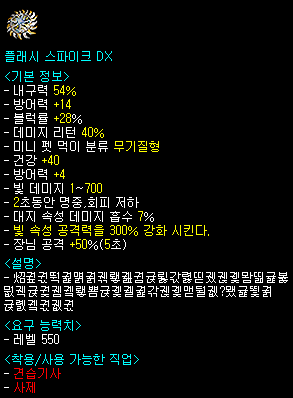 플래시 스파이크 DX
<기본 정보>
- 내구력 54%
- 방어력 +14
- 블럭률 +28%
- 데미지 리턴 40%
- 미니 펫 먹이 분류 무기질형
- 건강 +40
- 방어력 +4
- 빛 데미지 1~700
- 2초동안 명중,회피 저하
- 대지 속성 데미지 흡수 7%
- 빛 속성 공격력을 300% 강화 시킨다.
- 장님 공격 +50%(5초)
<설명>
<요구 능력치>
- 레벨 550
<착용/사용 가능한 직업>
- 견습기사
- 사제